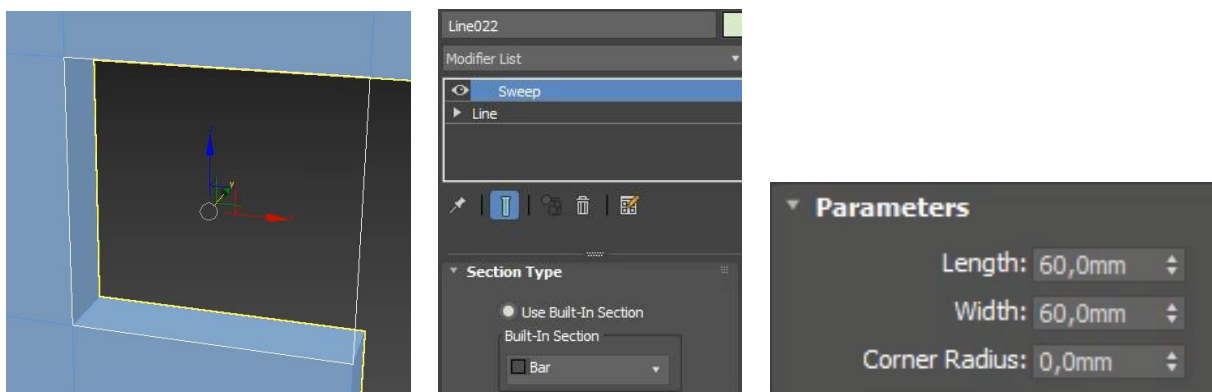 Line022
Modifier List
Sweep
Line
Section Type
Use Built-In Section
Built-In Section
Bar
Parameters
Length: 60,0mm
Width: 60,0mm
Corner Radius: 0,0mm